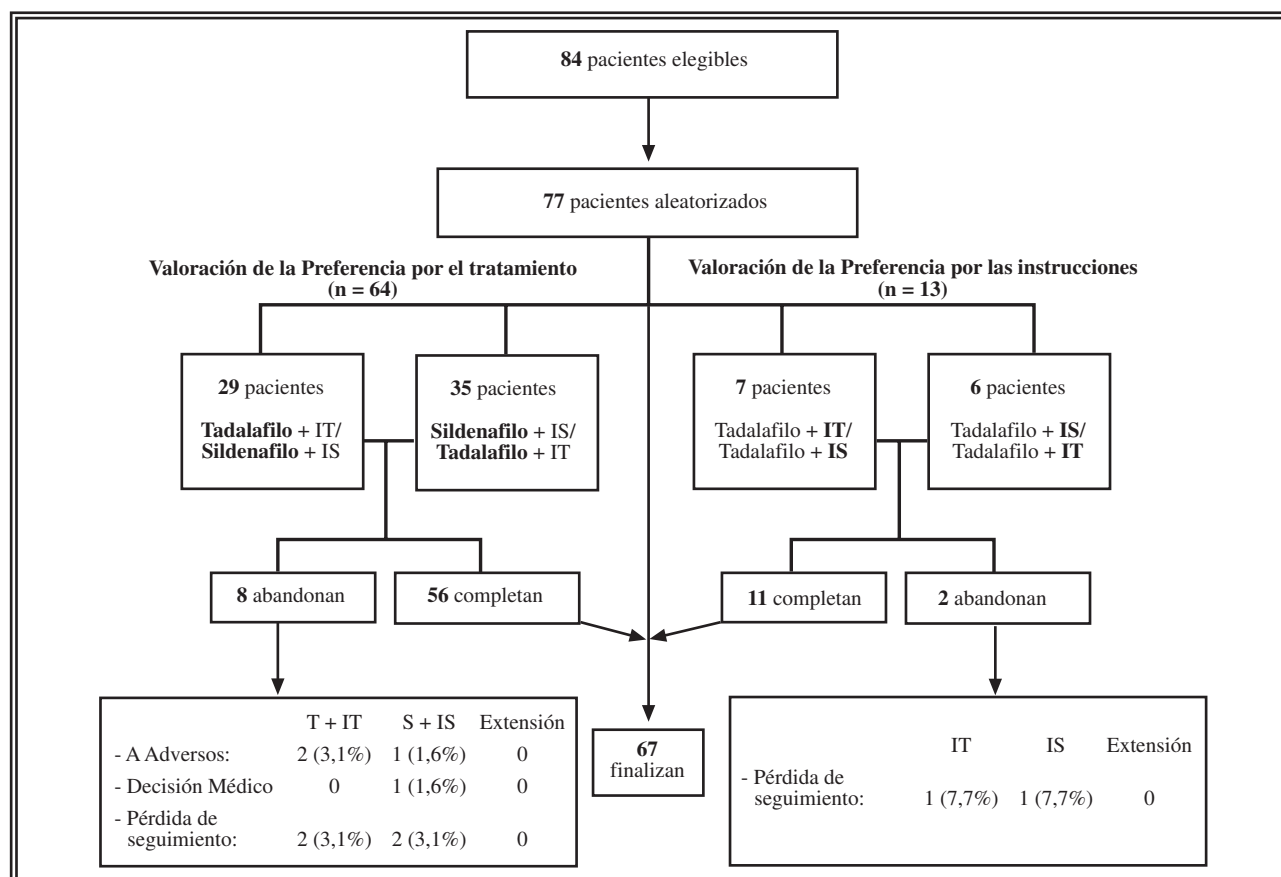 84 pacientes elegibles
77 pacientes aleatorizados
Valoración de la Preferencia por el tratamiento
(n = 64)
Valoración de la Preferencia por las instrucciones
(n = 13)
29 pacientes
Tadalafilo + IT/
Sildenafilo + IS
35 pacientes
Sildenafilo + IS/
Tadalafilo + IT
7 pacientes
Tadalafilo + IT/
Tadalafilo + IS
6 pacientes
Tadalafilo + IS/
Tadalafilo + IT
8 abandonan
56 completan
11 completan
2 abandonan
T + IT S + IS Extensión
- A Adversos: 2 (3,1%) 1 (1,6%) 0
- Decisión Médico 0 1 (1,6%) 0
- Pérdida de
seguimiento: 2 (3,1%) 2 (3,1%) 0
67
finalizan
IT IS Extensión
- Pérdida de
seguimiento: 1 (7,7%) 1 (7,7%) 0